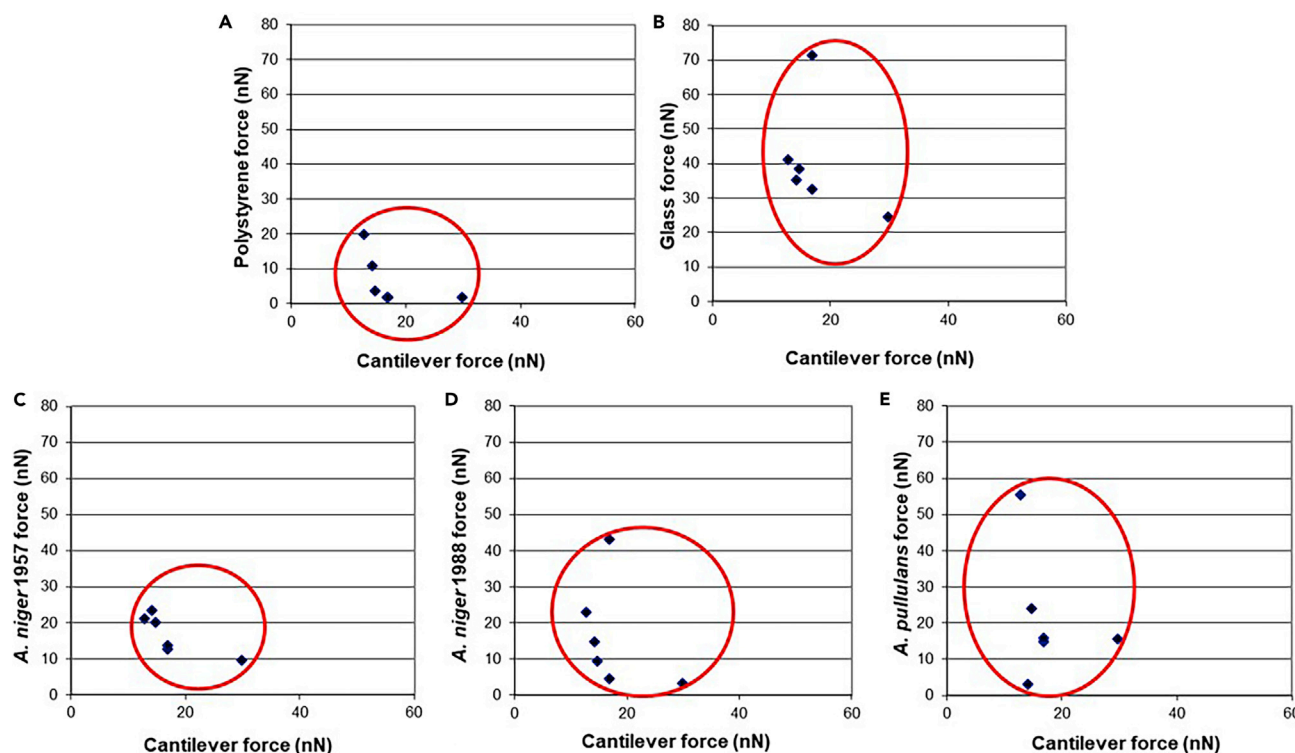 A
80
70
60
50
40
30
20
10
0
Polystyrene force (nN)
0 20 40 60
Cantilever force (nN)
B
80
70
60
50
40
30
20
10
0
Glass force (nN)
0 20 40 60
Cantilever force (nN)
C
80
70
60
50
40
30
20
10
0
A. niger 1957 force (nN)
0 20 40 60
Cantilever force (nN)
D
80
70
60
50
40
30
20
10
0
A. niger 1988 force (nN)
0 20 40 60
Cantilever force (nN)
E
80
70
60
50
40
30
20
10
0
A. pullulans force (nN)
0 20 40 60
Cantilever force (nN)